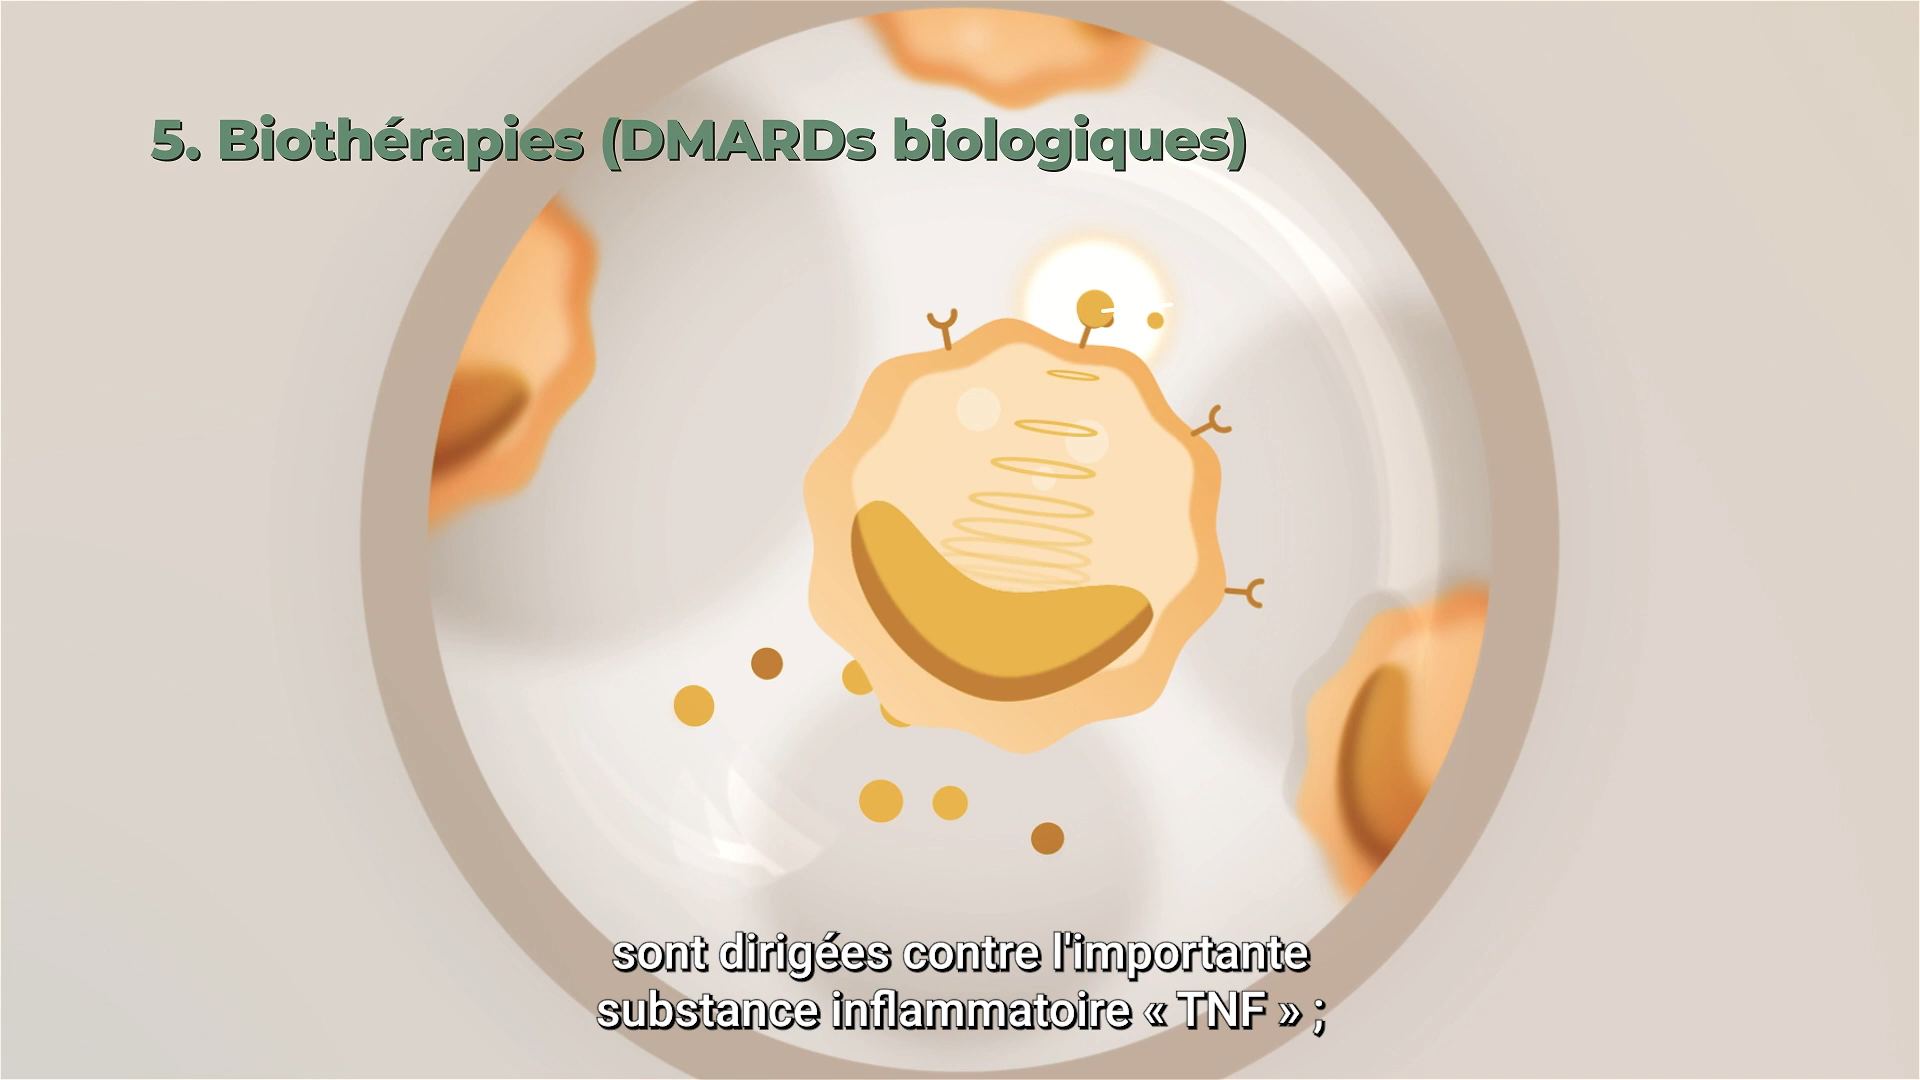 5. Biothérapies (DMARDs biologiques)
sont dirigées contre l'importante
substance inflammatoire « TNF » ;